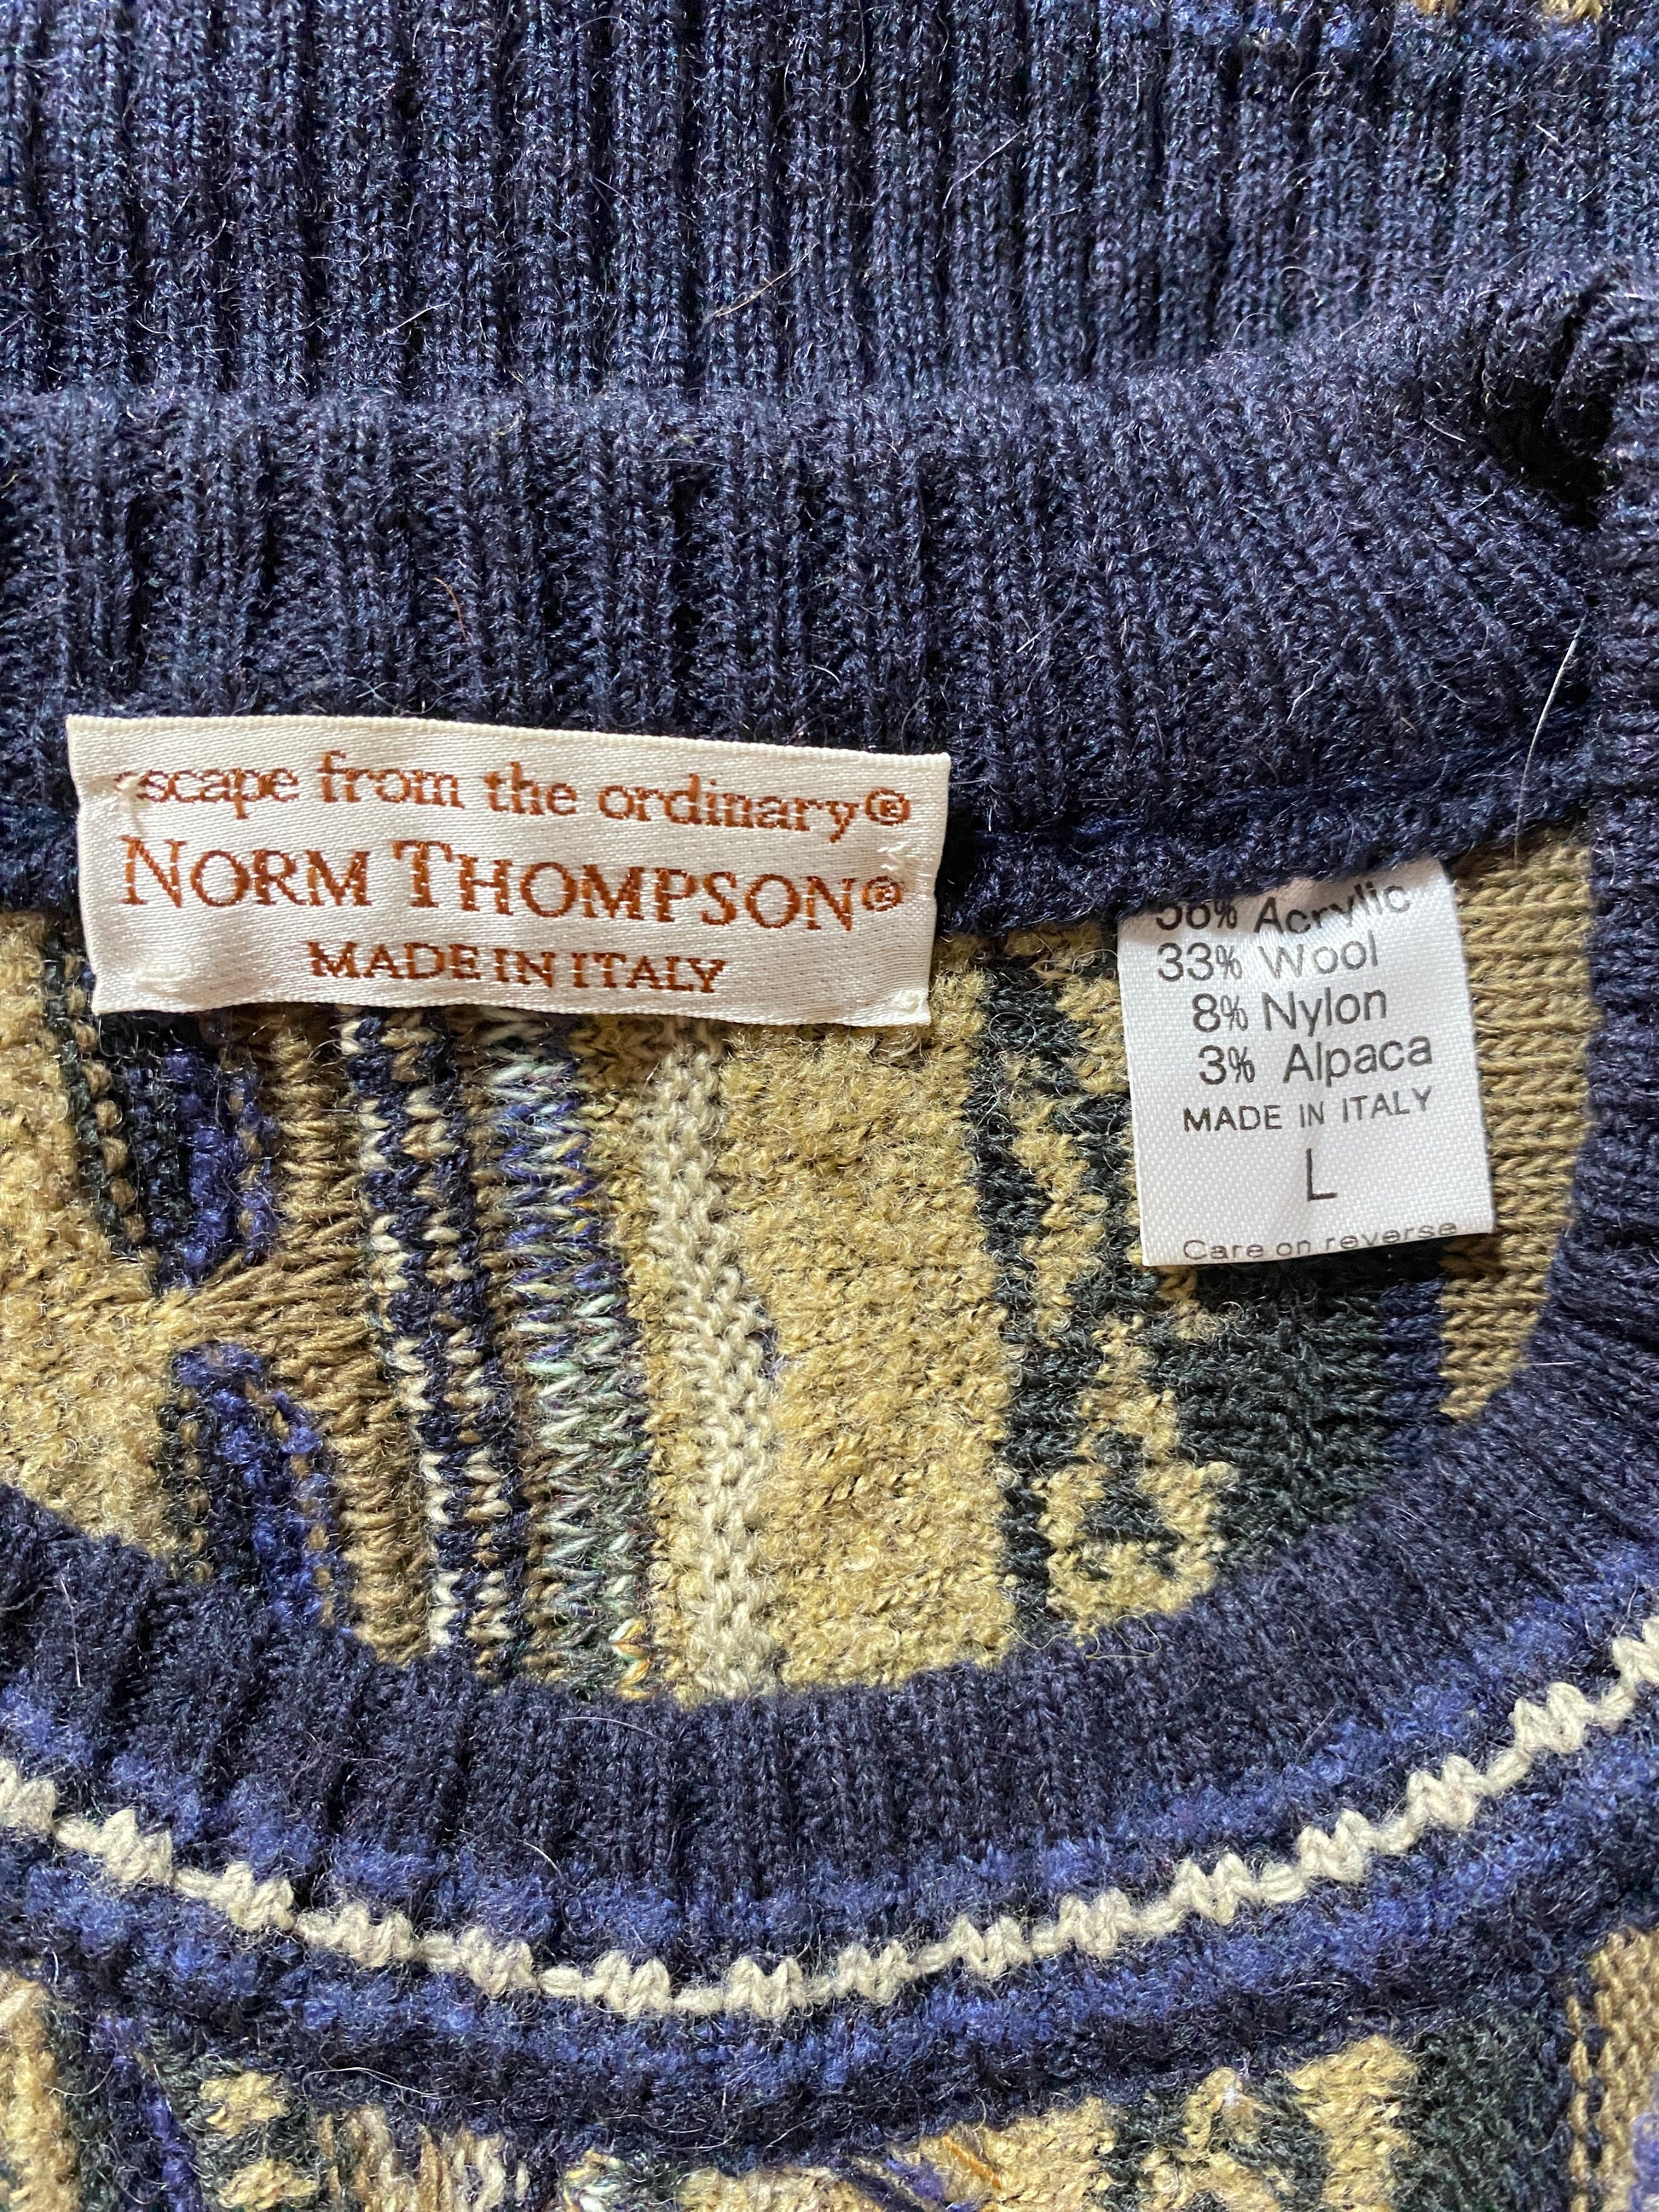 escape from the ordinary®
NORM THOMPSON®
MADE IN ITALY
56% Acrylic
33% Wool
8% Nylon
3% Alpaca
MADE IN ITALY
L
Care on reverse